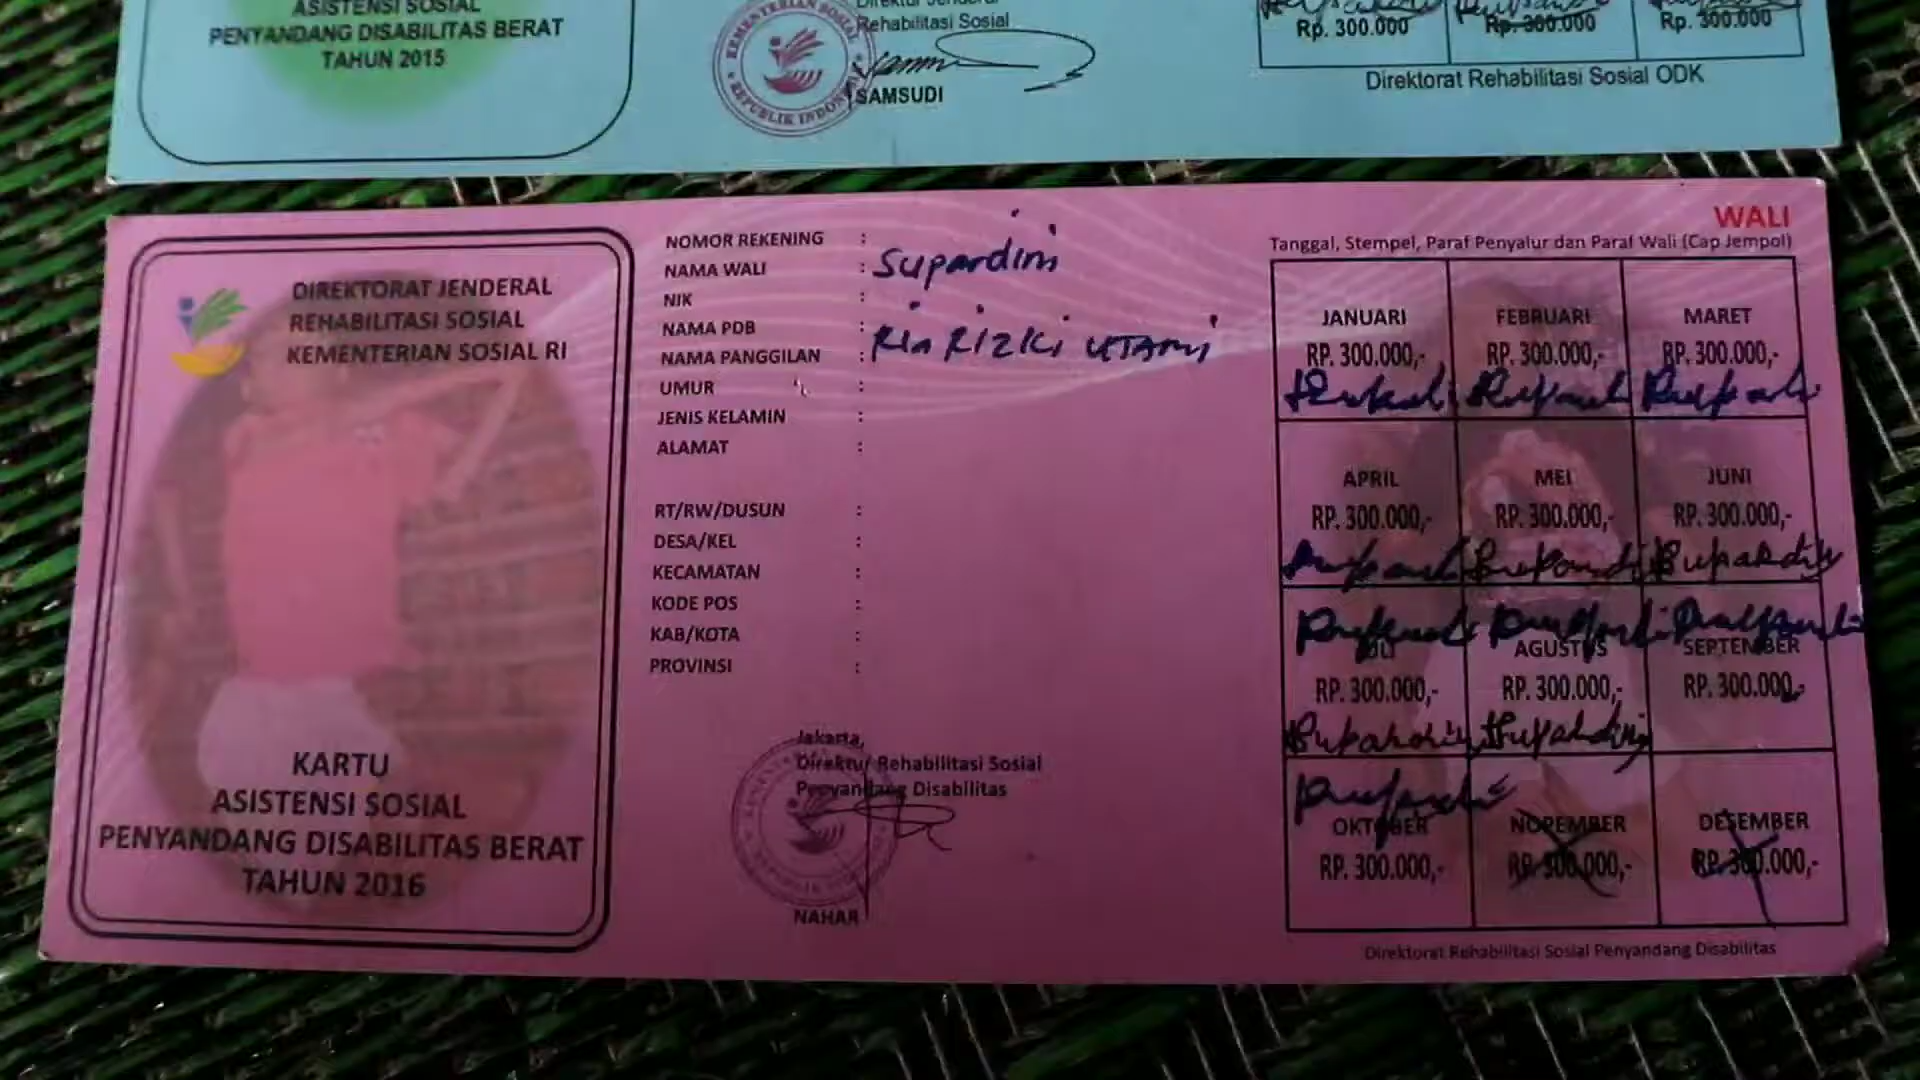 ASISTENSI SOSIAL
PENYANDANG DISABILITAS BERAT
TAHUN 2015
Direktur Jenderal
Rehabilitasi Sosial
KEMENTERIAN SOSIAL
REPUBLIK INDONESIA
SAMSUDI
Rp. 300.000
Rp. 300.000
Rp. 300.000
Direktorat Rehabilitasi Sosial ODK
DIREKTORAT JENDERAL
REHABILITASI SOSIAL
KEMENTERIAN SOSIAL RI
KARTU
ASISTENSI SOSIAL
PENYANDANG DISABILITAS BERAT
TAHUN 2016
NOMOR REKENING :
NAMA WALI : Supardini
NIK :
NAMA PDB : Ria Rizki Utami
NAMA PANGGILAN :
UMUR :
JENIS KELAMIN :
ALAMAT :
RT/RW/DUSUN :
DESA/KEL :
KECAMATAN :
KODE POS :
KAB/KOTA :
PROVINSI :
Jakarta,
Direktur Rehabilitasi Sosial
Penyandang Disabilitas
NAHAR
WALI
Tanggal, Stempel, Paraf Penyalur dan Paraf Wali (Cap Jempol)
JANUARI FEBRUARI MARET
RP. 300.000,- RP. 300.000,- RP. 300.000,-
APRIL MEI JUNI
RP. 300.000,- RP. 300.000,- RP. 300.000,-
JULI AGUSTUS SEPTEMBER
RP. 300.000,- RP. 300.000,- RP. 300.000,-
OKTOBER NOPEMBER DESEMBER
RP. 300.000,- RP. 300.000,- RP. 300.000,-
Direktorat Rehabilitasi Sosial Penyandang Disabilitas